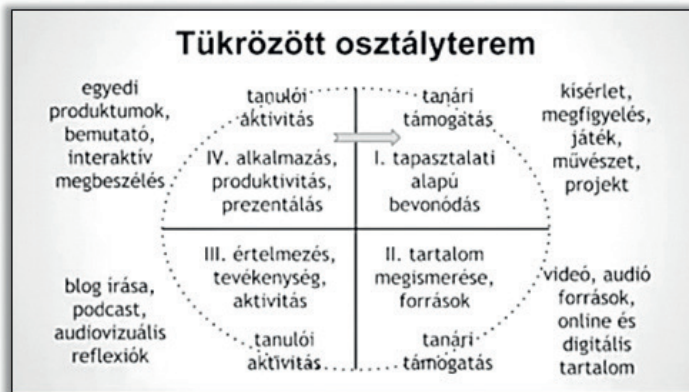 Tükrözött osztályterem
egyedi
produktumok,
bemutató,
interaktív
megbeszélés
tanulói
aktivitás
IV. alkalmazás,
produktivitás,
prezentálás
tanári
támogatás
I. tapasztalati
alapú
bevonódás
kísérlet,
megfigyelés,
játék,
művészet,
projekt
blog írása,
podcast,
audiovizuális
reflexiók
III. értelmezés,
tevékenység,
aktivitás
tanulói
aktivitás
II. tartalom
megismerése,
források
tanári
támogatás
videó, audió
források,
online és
digitális
tartalom